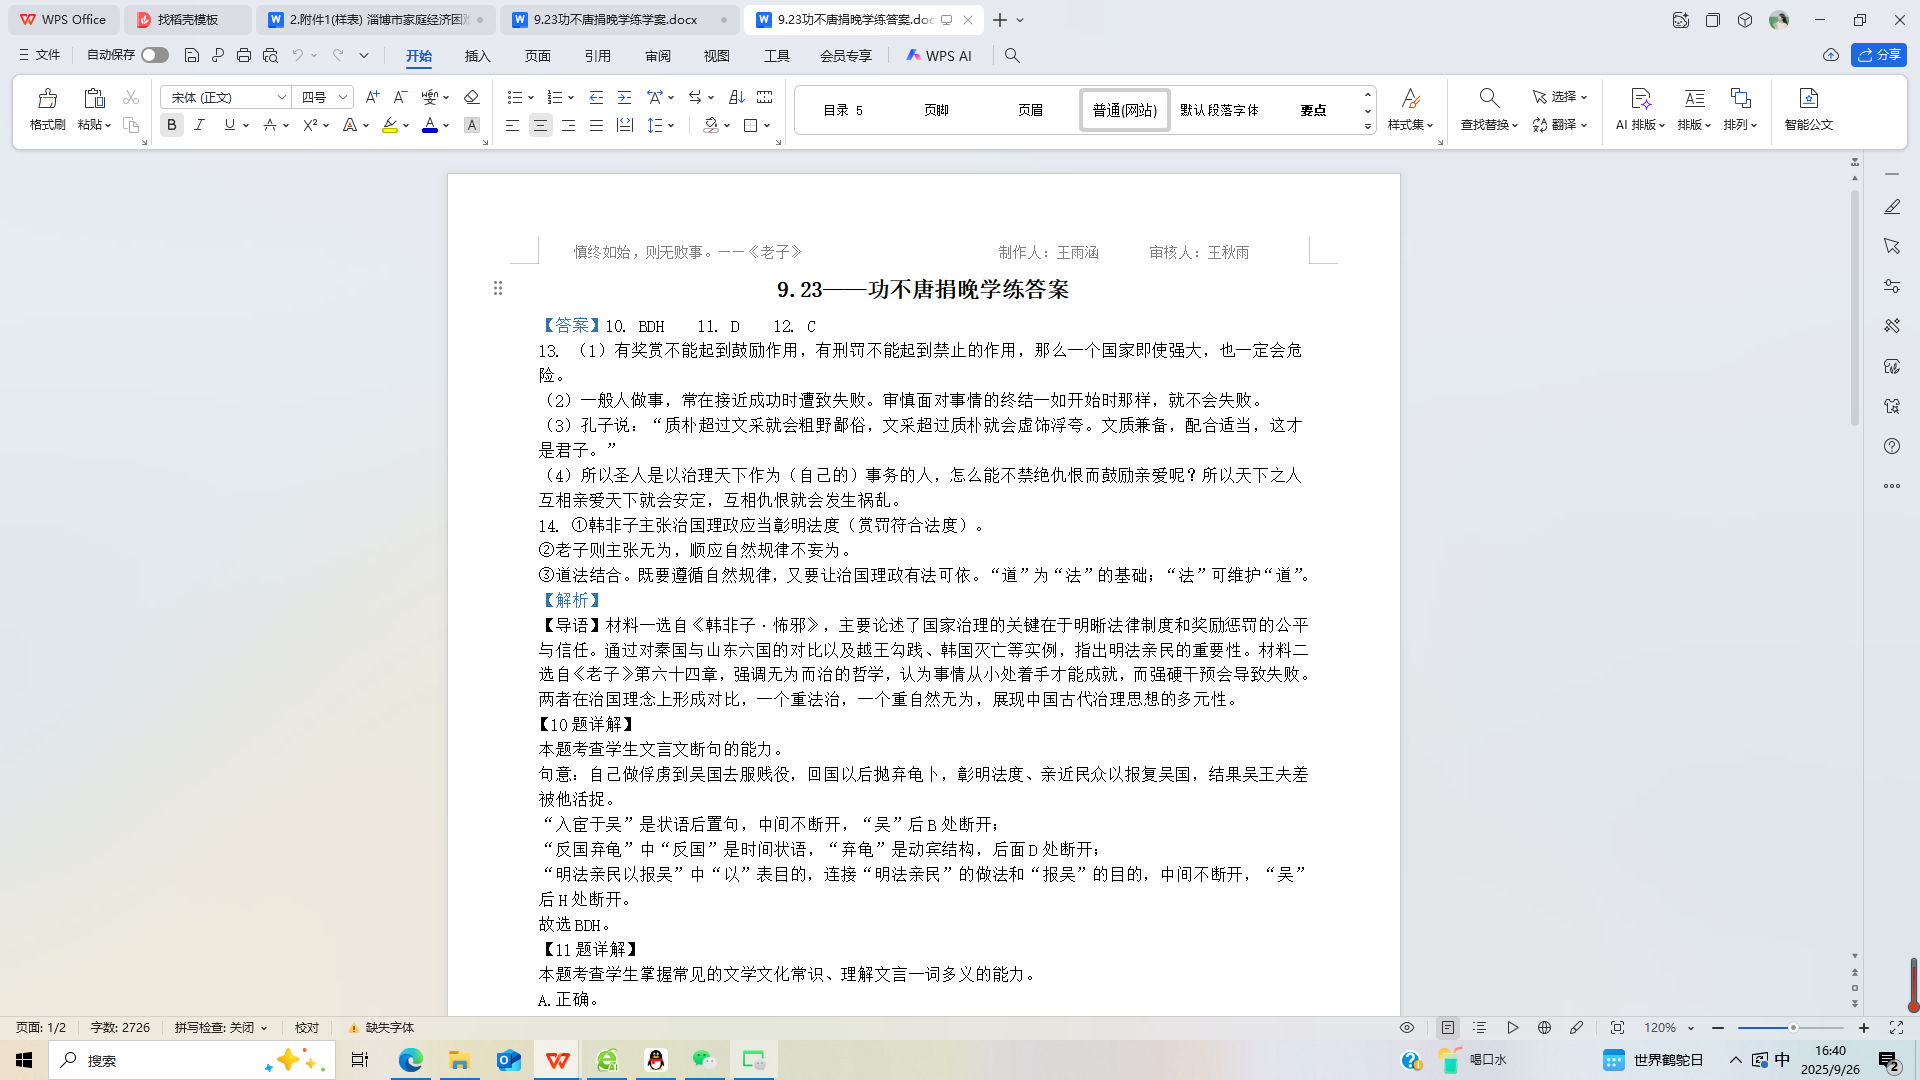 WPS Office
找稻壳模板
2.附件1(样表) 淄博市家庭经济困
9.23功不唐捐晚学练学案.docx
9.23功不唐捐晚学练答案.doc
文件
自动保存
开始
插入
页面
引用
审阅
视图
工具
会员专享
WPS AI
分享
格式刷
粘贴
宋体 (正文)
四号
目录 5
页脚
页眉
普通(网站)
默认段落字体
要点
样式集
查找替换
选择
翻译
AI 排版
排版
排列
智能公文
慎终如始，则无败事。——《老子》 制作人：王雨涵 审核人：王秋雨
9.23——功不唐捐晚学练答案
【答案】10. BDH 11. D 12. C
13. （1）有奖赏不能起到鼓励作用，有刑罚不能起到禁止的作用，那么一个国家即使强大，也一定会危
险。
（2）一般人做事，常在接近成功时遭致失败。审慎面对事情的终结一如开始时那样，就不会失败。
（3）孔子说：“质朴超过文采就会粗野鄙俗，文采超过质朴就会虚饰浮夸。文质兼备，配合适当，这才
是君子。”
（4）所以圣人是以治理天下作为（自己的）事务的人，怎么能不禁绝仇恨而鼓励亲爱呢？所以天下之人
互相亲爱天下就会安定，互相仇恨就会发生祸乱。
14. ①韩非子主张治国理政应当彰明法度（赏罚符合法度）。
②老子则主张无为，顺应自然规律不妄为。
③道法结合。既要遵循自然规律，又要让治国理政有法可依。“道”为“法”的基础；“法”可维护“道”。
【解析】
【导语】材料一选自《韩非子·饰邪》，主要论述了国家治理的关键在于明晰法律制度和奖励惩罚的公平
与信任。通过对秦国与山东六国的对比以及越王勾践、韩国灭亡等实例，指出明法亲民的重要性。材料二
选自《老子》第六十四章，强调无为而治的哲学，认为事情从小处着手才能成就，而强硬干预会导致失败。
两者在治国理念上形成对比，一个重法治，一个重自然无为，展现中国古代治理思想的多元性。
【10题详解】
本题考查学生文言文断句的能力。
句意：自己做俘虏到吴国去服贱役，回国以后抛弃龟卜，彰明法度、亲近民众以报复吴国，结果吴王夫差
被他活捉。
“入宦于吴”是状语后置句，中间不断开，“吴”后B处断开；
“反国弃龟”中“反国”是时间状语，“弃龟”是动宾结构，后面D处断开；
“明法亲民以报吴”中“以”表目的，连接“明法亲民”的做法和“报吴”的目的，中间不断开，“吴”
后H处断开。
故选BDH。
【11题详解】
本题考查学生掌握常见的文学文化常识、理解文言一词多义的能力。
A.正确。
页面: 1/2
字数: 2726
拼写检查: 关闭
校对
缺失字体
120%
搜索
喝口水
世界鹤鸵日
中
16:40
2025/9/26
2